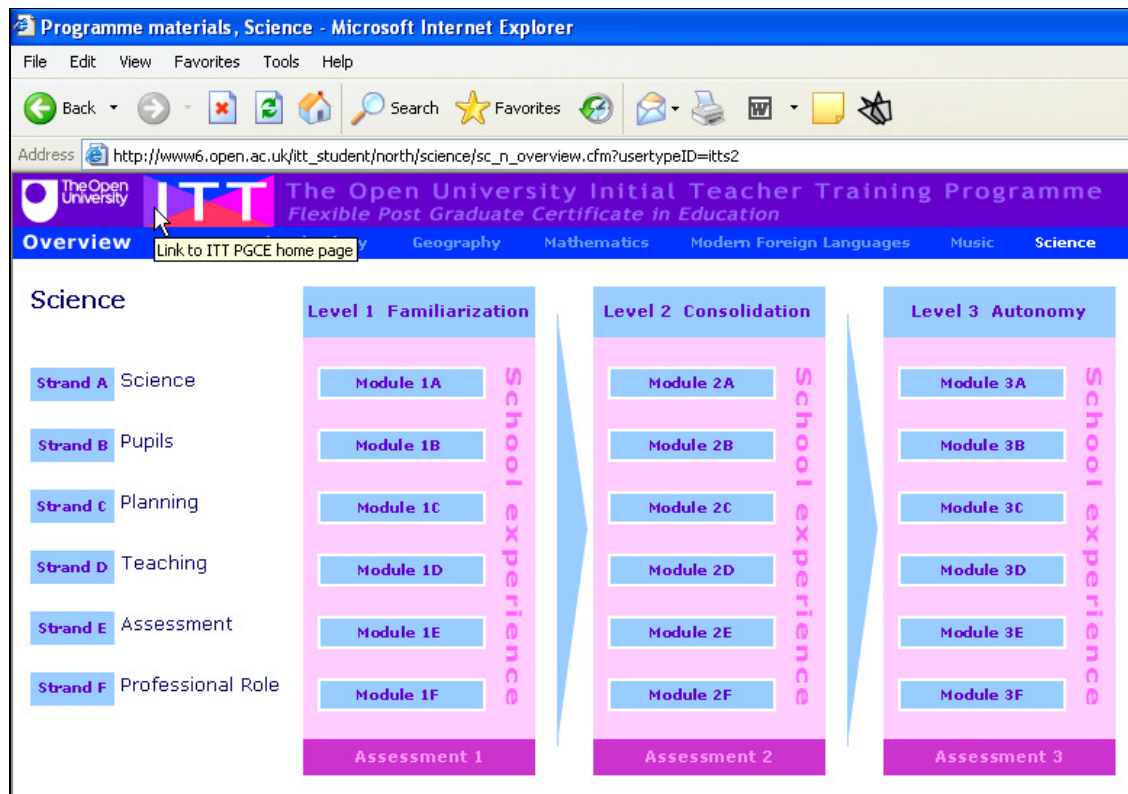 Programme materials, Science - Microsoft Internet Explorer
File Edit View Favorites Tools Help
Back Search Favorites W
Address http://www6.open.ac.uk/itt_student/north/science/sc_n_overview.cfm?usertypeID=itts2
The Open University ITT The Open University Initial Teacher Training Programme
Flexible Post Graduate Certificate in Education
Overview Geography Mathematics Modern Foreign Languages Music Science
Link to ITT PGCE home page
Science
Level 1 Familiarization Level 2 Consolidation Level 3 Autonomy
Strand A Science Module 1A Module 2A Module 3A
Strand B Pupils Module 1B Module 2B Module 3B
Strand C Planning Module 1C Module 2C Module 3C
Strand D Teaching Module 1D Module 2D Module 3D
Strand E Assessment Module 1E Module 2E Module 3E
Strand F Professional Role Module 1F Module 2F Module 3F
School experience School experience School experience
Assessment 1 Assessment 2 Assessment 3